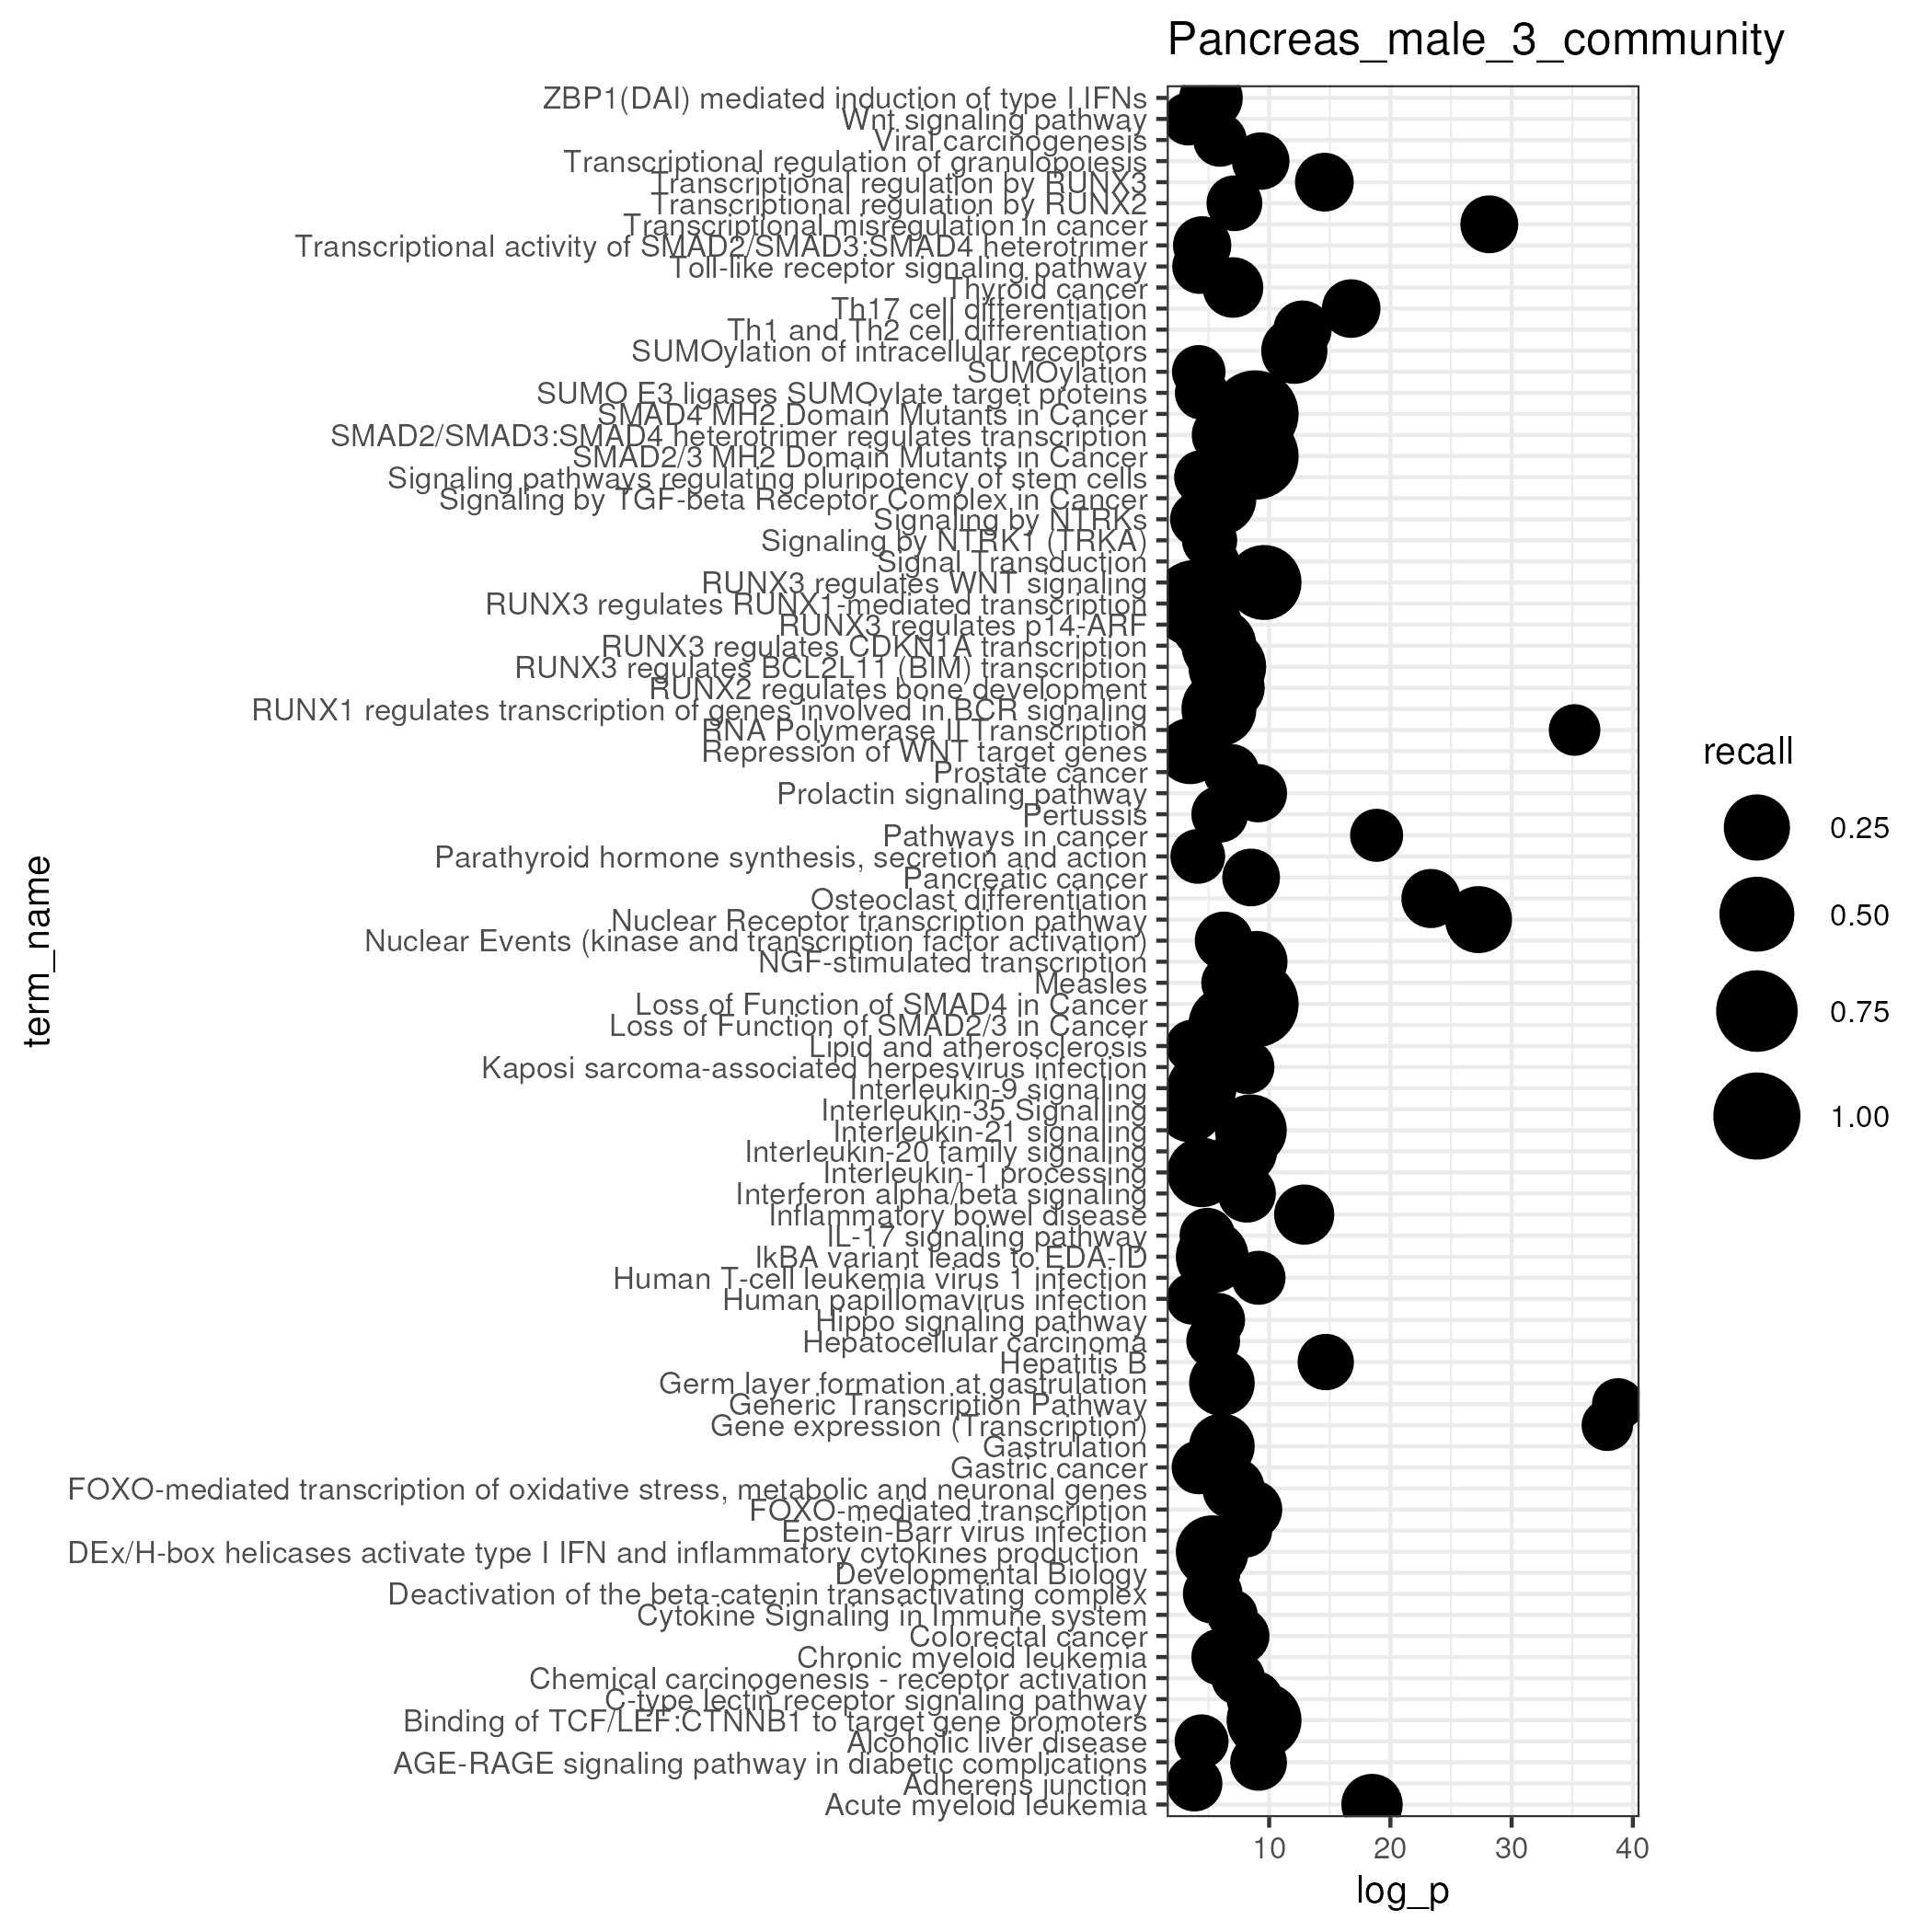 Pancreas_male_3_community
ZBP1(DAI) mediated induction of type I IFNs
Wnt signaling pathway
Viral carcinogenesis
Transcriptional regulation of granulopoiesis
Transcriptional regulation by RUNX3
Transcriptional regulation by RUNX2
Transcriptional misregulation in cancer
Transcriptional activity of SMAD2/SMAD3:SMAD4 heterotrimer
Toll-like receptor signaling pathway
Thyroid cancer
Th17 cell differentiation
Th1 and Th2 cell differentiation
SUMOylation of intracellular receptors
SUMOylation
SUMO E3 ligases SUMOylate target proteins
SMAD4 MH2 Domain Mutants in Cancer
SMAD2/SMAD3:SMAD4 heterotrimer regulates transcription
SMAD2/3 MH2 Domain Mutants in Cancer
Signaling pathways regulating pluripotency of stem cells
Signaling by TGF-beta Receptor Complex in Cancer
Signaling by NTRKs
Signaling by NTRK1 (TRKA)
Signal Transduction
RUNX3 regulates WNT signaling
RUNX3 regulates RUNX1-mediated transcription
RUNX3 regulates p14-ARF
RUNX3 regulates CDKN1A transcription
RUNX3 regulates BCL2L11 (BIM) transcription
RUNX2 regulates bone development
RUNX1 regulates transcription of genes involved in BCR signaling
RNA Polymerase II Transcription
Repression of WNT target genes
Prostate cancer
Prolactin signaling pathway
Pertussis
Pathways in cancer
Parathyroid hormone synthesis, secretion and action
Pancreatic cancer
Osteoclast differentiation
Nuclear Receptor transcription pathway
Nuclear Events (kinase and transcription factor activation)
NGF-stimulated transcription
Measles
Loss of Function of SMAD4 in Cancer
Loss of Function of SMAD2/3 in Cancer
Lipid and atherosclerosis
Kaposi sarcoma-associated herpesvirus infection
Interleukin-9 signaling
Interleukin-35 Signalling
Interleukin-21 signaling
Interleukin-20 family signaling
Interleukin-1 processing
Interferon alpha/beta signaling
Inflammatory bowel disease
IL-17 signaling pathway
IkBA variant leads to EDA-ID
Human T-cell leukemia virus 1 infection
Human papillomavirus infection
Hippo signaling pathway
Hepatocellular carcinoma
Hepatitis B
Germ layer formation at gastrulation
Generic Transcription Pathway
Gene expression (Transcription)
Gastrulation
Gastric cancer
FOXO-mediated transcription of oxidative stress, metabolic and neuronal genes
FOXO-mediated transcription
Epstein-Barr virus infection
DEx/H-box helicases activate type I IFN and inflammatory cytokines production
Developmental Biology
Deactivation of the beta-catenin transactivating complex
Cytokine Signaling in Immune system
Colorectal cancer
Chronic myeloid leukemia
Chemical carcinogenesis - receptor activation
C-type lectin receptor signaling pathway
Binding of TCF/LEF:CTNNB1 to target gene promoters
Alcoholic liver disease
AGE-RAGE signaling pathway in diabetic complications
Adherens junction
Acute myeloid leukemia
term_name
10 20 30 40
log_p
recall
0.25
0.50
0.75
1.00